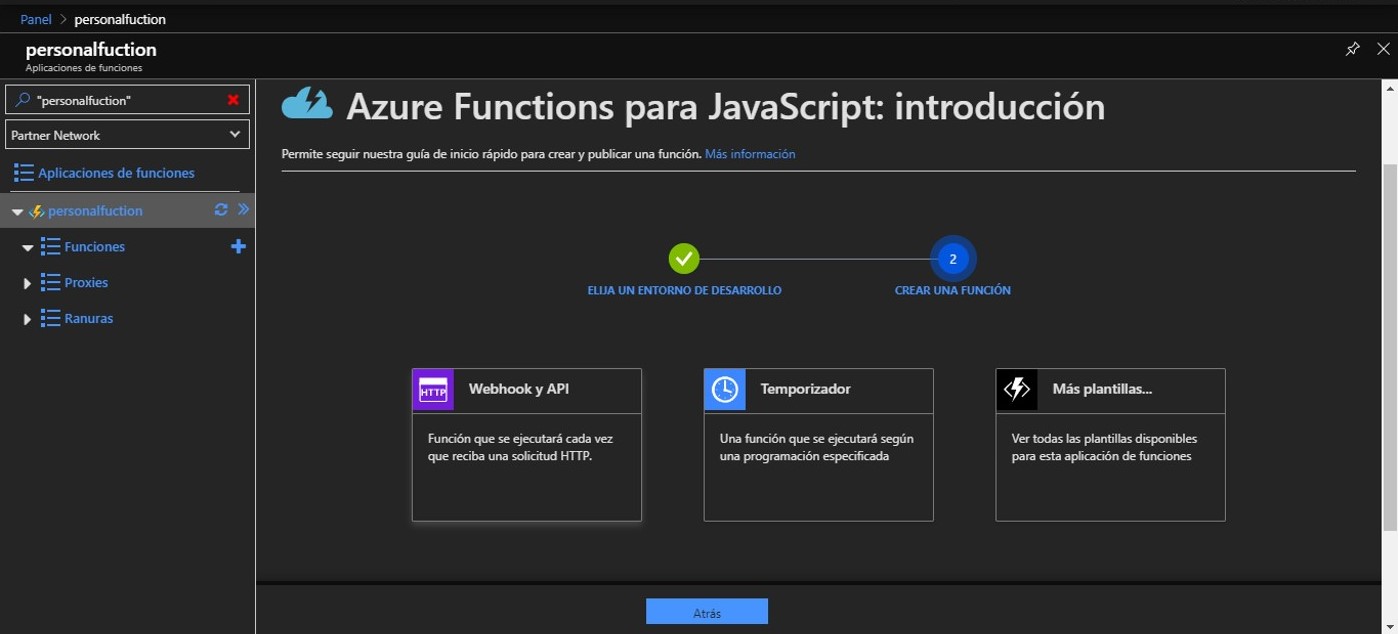 Panel > personalfuction
personalfuction
Aplicaciones de funciones
"personalfuction"
Partner Network
Aplicaciones de funciones
personalfuction
Funciones
Proxies
Ranuras
Azure Functions para JavaScript: introducción
Permite seguir nuestra guía de inicio rápido para crear y publicar una función. Más información
2
ELIJA UN ENTORNO DE DESARROLLO
CREAR UNA FUNCIÓN
HTTP
Webhook y API
Función que se ejecutará cada vez
que reciba una solicitud HTTP.
Temporizador
Una función que se ejecutará según
una programación especificada
Más plantillas...
Ver todas las plantillas disponibles
para esta aplicación de funciones
Atrás